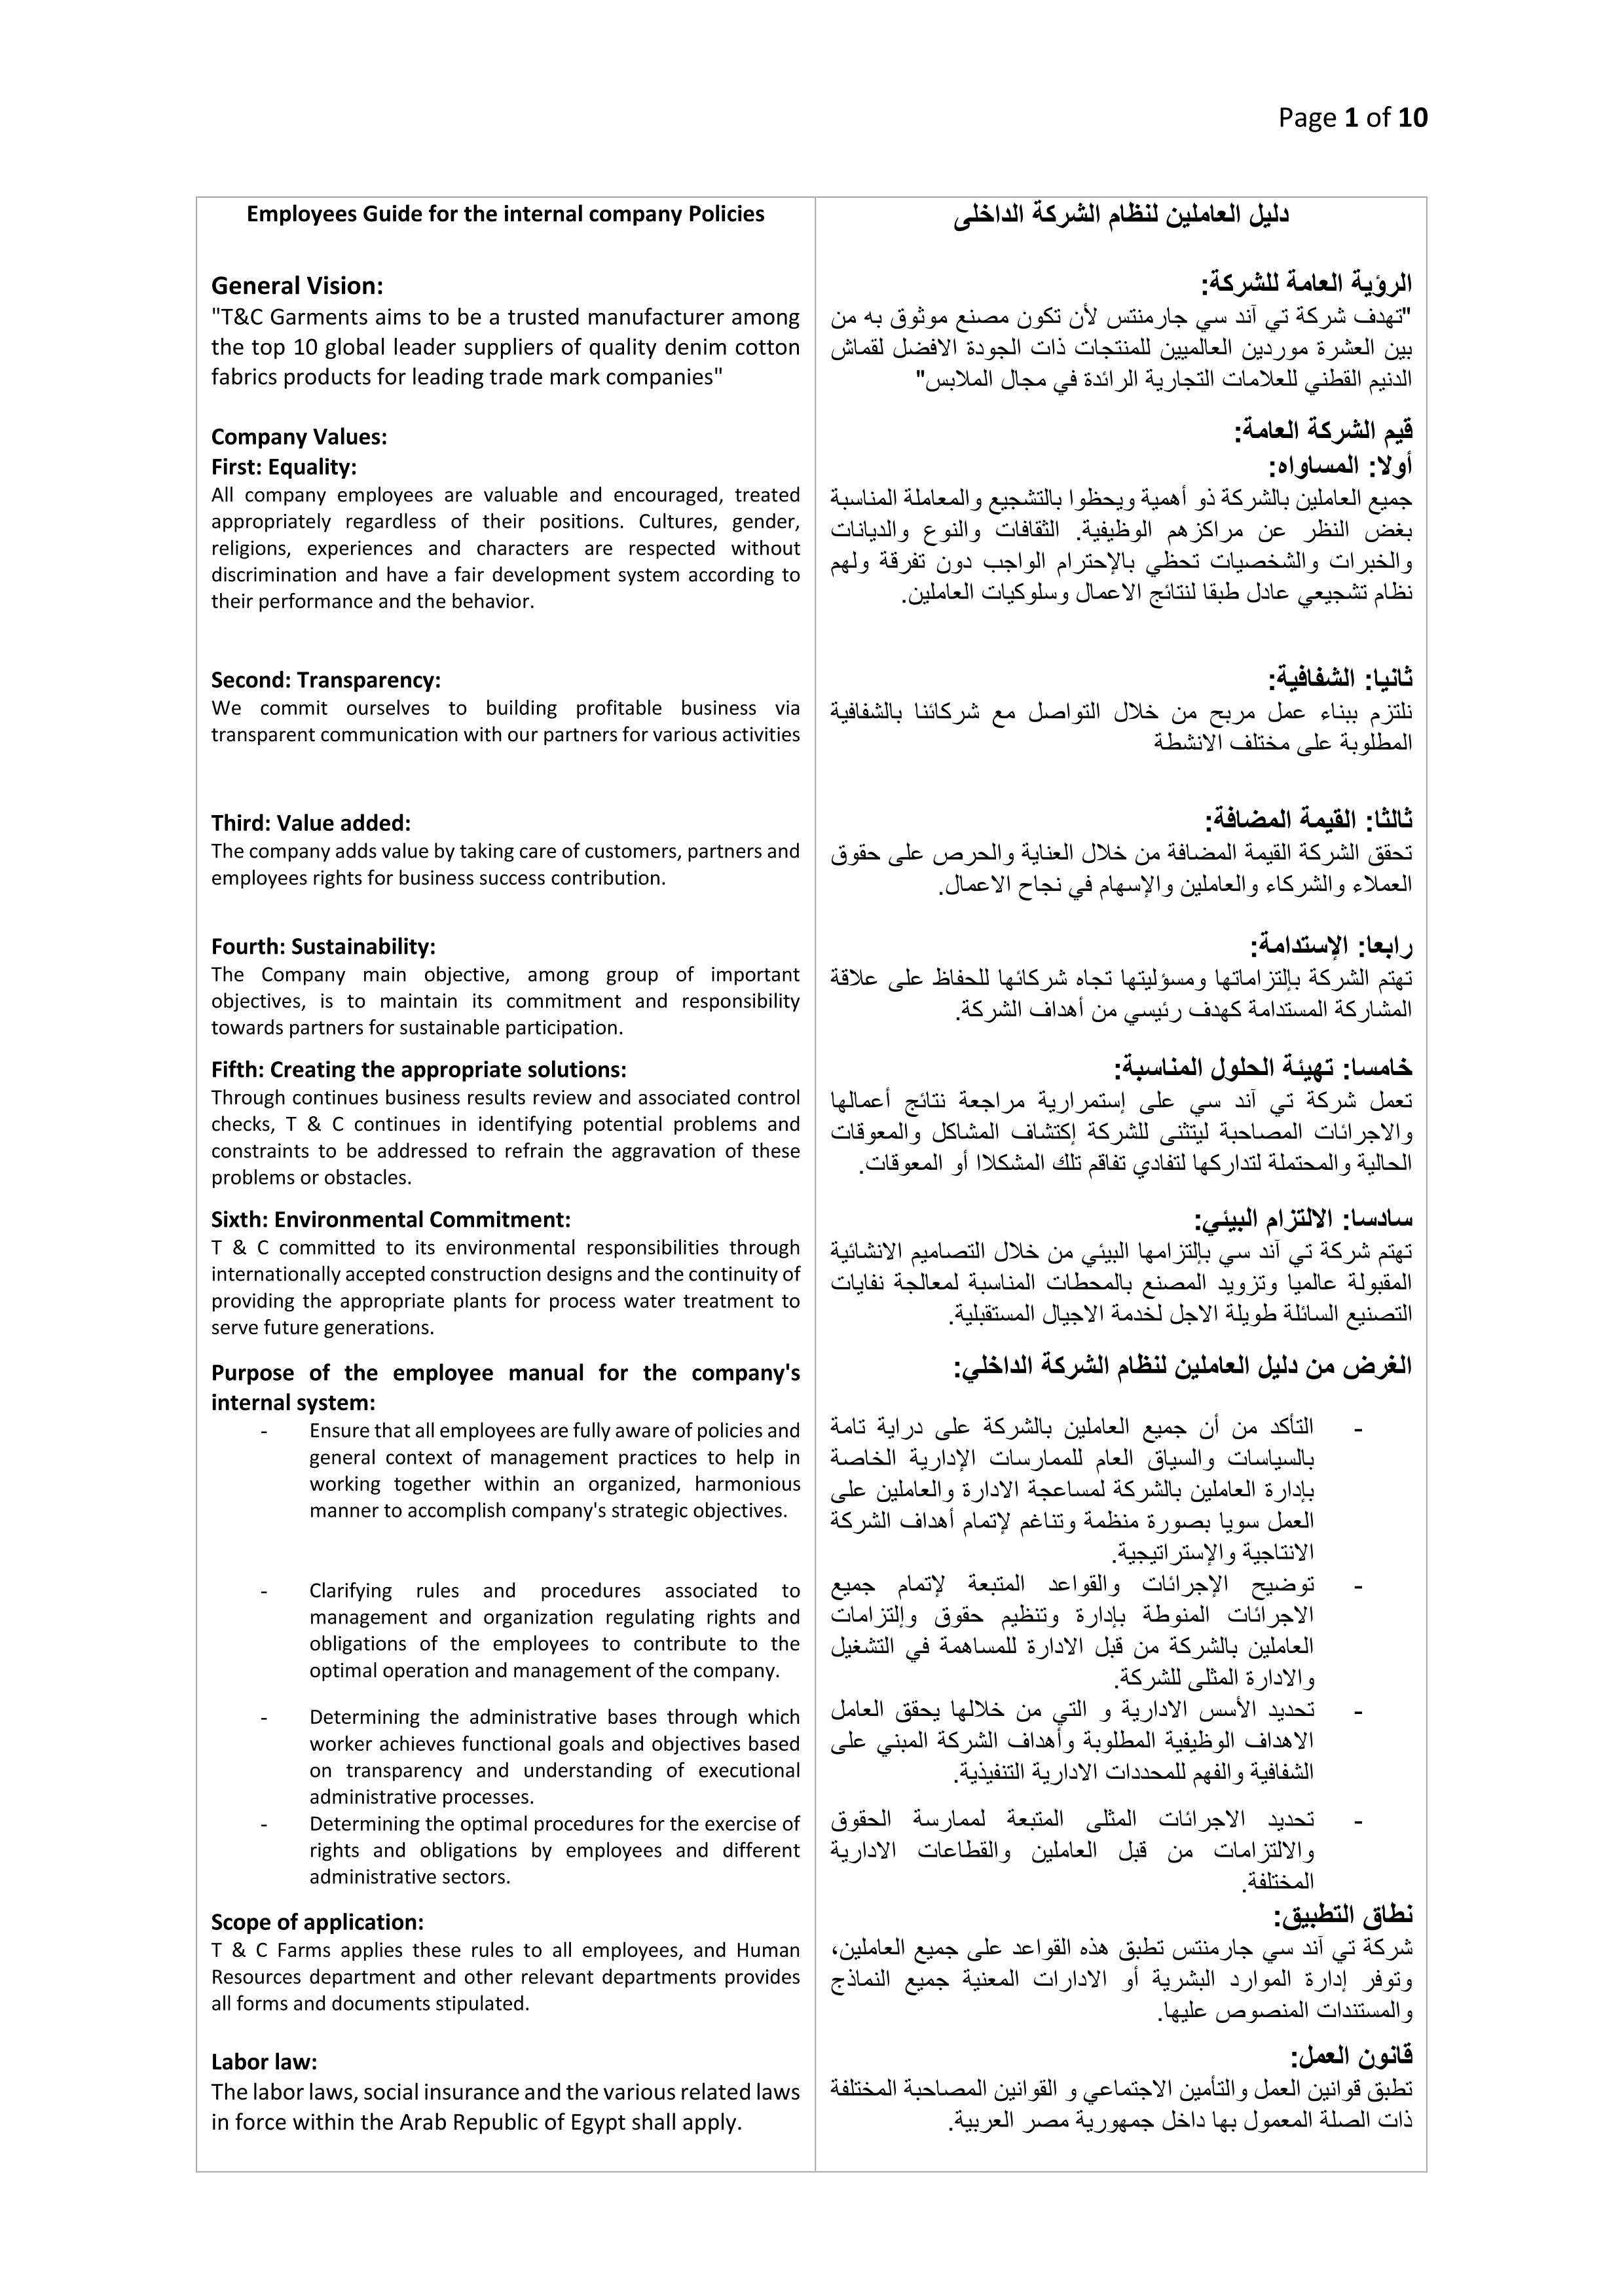 Page 1 of 10
Employees Guide for the internal company Policies
General Vision:
"T&C Garments aims to be a trusted manufacturer among
the top 10 global leader suppliers of quality denim cotton
fabrics products for leading trade mark companies"
Company Values:
First: Equality:
All company employees are valuable and encouraged, treated
appropriately regardless of their positions. Cultures, gender,
religions, experiences and characters are respected without
discrimination and have a fair development system according to
their performance and the behavior.
Second: Transparency:
We commit ourselves to building profitable business via
transparent communication with our partners for various activities
Third: Value added:
The company adds value by taking care of customers, partners and
employees rights for business success contribution.
Fourth: Sustainability:
The Company main objective, among group of important
objectives, is to maintain its commitment and responsibility
towards partners for sustainable participation.
Fifth: Creating the appropriate solutions:
Through continues business results review and associated control
checks, T & C continues in identifying potential problems and
constraints to be addressed to refrain the aggravation of these
problems or obstacles.
Sixth: Environmental Commitment:
T & C committed to its environmental responsibilities through
internationally accepted construction designs and the continuity of
providing the appropriate plants for process water treatment to
serve future generations.
Purpose of the employee manual for the company's
internal system:
- Ensure that all employees are fully aware of policies and
general context of management practices to help in
working together within an organized, harmonious
manner to accomplish company's strategic objectives.
- Clarifying rules and procedures associated to
management and organization regulating rights and
obligations of the employees to contribute to the
optimal operation and management of the company.
- Determining the administrative bases through which
worker achieves functional goals and objectives based
on transparency and understanding of executional
administrative processes.
- Determining the optimal procedures for the exercise of
rights and obligations by employees and different
administrative sectors.
Scope of application:
T & C Farms applies these rules to all employees, and Human
Resources department and other relevant departments provides
all forms and documents stipulated.
Labor law:
The labor laws, social insurance and the various related laws
in force within the Arab Republic of Egypt shall apply.
دليل العاملين لنظام الشركة الداخلى
الرؤية العامة للشركة:
"تهدف شركة تي آند سي جارمنتس لأن تكون مصنع موثوق به من
بين العشرة موردين العالميين للمنتجات ذات الجودة الافضل لقماش
الدنيم القطني للعلامات التجارية الرائدة في مجال الملابس"
قيم الشركة العامة:
أولا: المساواه:
جميع العاملين بالشركة ذو أهمية ويحظوا بالتشجيع والمعاملة المناسبة
بغض النظر عن مراكزهم الوظيفية. الثقافات والنوع والديانات
والخبرات والشخصيات تحظي بالإحترام الواجب دون تفرقة ولهم
نظام تشجيعي عادل طبقا لنتائج الاعمال وسلوكيات العاملين.
ثانيا: الشفافية:
نلتزم ببناء عمل مربح من خلال التواصل مع شركائنا بالشفافية
المطلوبة على مختلف الانشطة
ثالثا: القيمة المضافة:
تحقق الشركة القيمة المضافة من خلال العناية والحرص على حقوق
العملاء والشركاء والعاملين والإسهام في نجاح الاعمال.
رابعا: الإستدامة:
تهتم الشركة بإلتزاماتها ومسؤليتها تجاه شركائها للحفاظ على علاقة
المشاركة المستدامة كهدف رئيسي من أهداف الشركة.
خامسا: تهيئة الحلول المناسبة:
تعمل شركة تي آند سي على إستمرارية مراجعة نتائج أعمالها
والاجرائات المصاحبة ليتثنى للشركة إكتشاف المشاكل والمعوقات
الحالية والمحتملة لتداركها لتفادي تفاقم تلك المشكلاا أو المعوقات.
سادسا: الالتزام البيئي:
تهتم شركة تي آند سي بإلتزامها البيئي من خلال التصاميم الانشائية
المقبولة عالميا وتزويد المصنع بالمحطات المناسبة لمعالجة نفايات
التصنيع السائلة طويلة الاجل لخدمة الاجيال المستقبلية.
الغرض من دليل العاملين لنظام الشركة الداخلي:
- التأكد من أن جميع العاملين بالشركة على دراية تامة
بالسياسات والسياق العام للممارسات الإدارية الخاصة
بإدارة العاملين بالشركة لمساعجة الادارة والعاملين على
العمل سويا بصورة منظمة وتناغم لإتمام أهداف الشركة
الانتاجية والإستراتيجية.
- توضيح الإجرائات والقواعد المتبعة لإتمام جميع
الاجرائات المنوطة بإدارة وتنظيم حقوق وإلتزامات
العاملين بالشركة من قبل الادارة للمساهمة في التشغيل
والادارة المثلى للشركة.
- تحديد الأسس الادارية و التي من خلالها يحقق العامل
الاهداف الوظيفية المطلوبة وأهداف الشركة المبني على
الشفافية والفهم للمحددات الادارية التنفيذية.
- تحديد الاجرائات المثلى المتبعة لممارسة الحقوق
والالتزامات من قبل العاملين والقطاعات الادارية
المختلفة.
نطاق التطبيق:
شركة تي آند سي جارمنتس تطبق هذه القواعد على جميع العاملين،
وتوفر إدارة الموارد البشرية أو الادارات المعنية جميع النماذج
والمستندات المنصوص عليها.
قانون العمل:
تطبق قوانين العمل والتأمين الاجتماعي و القوانين المصاحبة المختلفة
ذات الصلة المعمول بها داخل جمهورية مصر العربية.